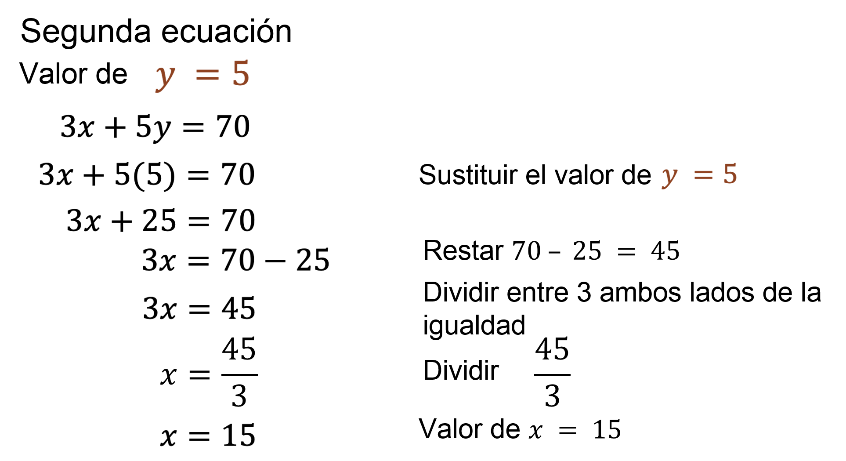 Segunda ecuación
Valor de y = 5
3x + 5y = 70
3x + 5(5) = 70 Sustituir el valor de y = 5
3x + 25 = 70
3x = 70 − 25 Restar 70 – 25 = 45
3x = 45 Dividir entre 3 ambos lados de la
igualdad
x = 45/3 Dividir 45/3
x = 15 Valor de x = 15